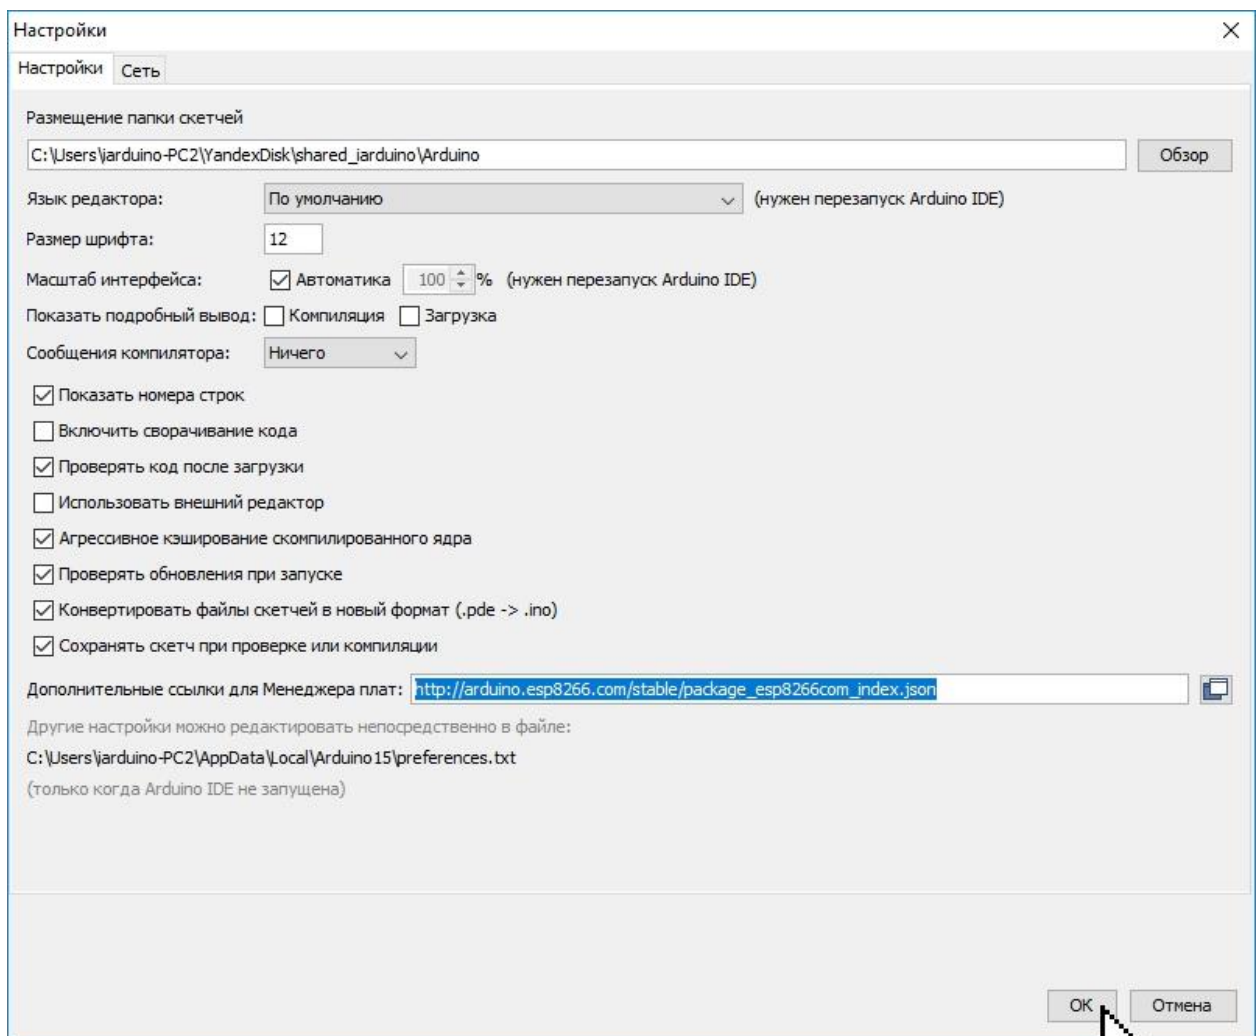 Настройки
Настройки Сеть
Размещение папки скетчей
C:\Users\iarduino-PC2\YandexDisk\shared_iarduino\Arduino Обзор
Язык редактора: По умолчанию (нужен перезапуск Arduino IDE)
Размер шрифта: 12
Масштаб интерфейса: Автоматика 100 % (нужен перезапуск Arduino IDE)
Показать подробный вывод: Компиляция Загрузка
Сообщения компилятора: Ничего
Показать номера строк
Включить сворачивание кода
Проверять код после загрузки
Использовать внешний редактор
Агрессивное кэширование скомпилированного ядра
Проверять обновления при запуске
Конвертировать файлы скетчей в новый формат (.pde -> .ino)
Сохранять скетч при проверке или компиляции
Дополнительные ссылки для Менеджера плат: http://arduino.esp8266.com/stable/package_esp8266com_index.json
Другие настройки можно редактировать непосредственно в файле:
C:\Users\iarduino-PC2\AppData\Local\Arduino15\preferences.txt
(только когда Arduino IDE не запущена)
OK Отмена